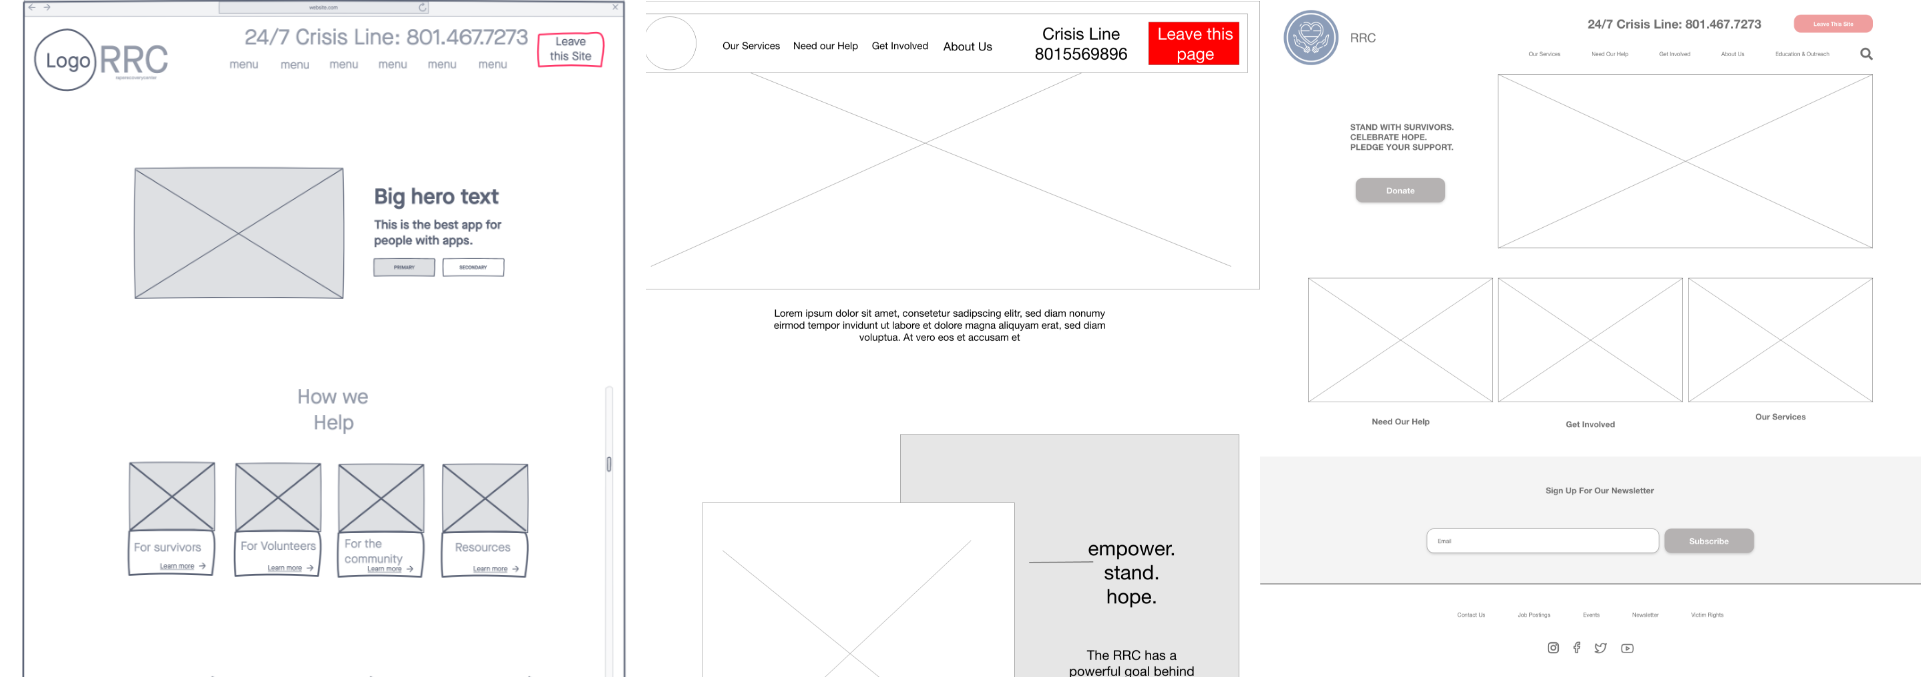 website.com
24/7 Crisis Line: 801.467.7273
Leave
this Site
Logo
RRC
menu menu menu menu menu menu
Big hero text
This is the best app for
people with apps.
PRIMARY
SECONDARY
How we
Help
For survivors
Learn more
For Volunteers
Learn more
For the
community
Learn more
Resources
Learn more
Our Services
Need our Help
Get Involved
About Us
Crisis Line
8015569896
Leave this
page
Lorem ipsum dolor sit amet, consetetur sadipscing elitr, sed diam nonumy
eirmod tempor invidunt ut labore et dolore magna aliquyam erat, sed diam
voluptua. At vero eos et accusam et
empower.
stand.
hope.
The RRC has a
powerful goal behind
RRC
24/7 Crisis Line: 801.467.7273
Leave This Site
Our Services
Need Our Help
Get Involved
About Us
Education & Outreach
STAND WITH SURVIVORS.
CELEBRATE HOPE.
PLEDGE YOUR SUPPORT.
Donate
Need Our Help
Get Involved
Our Services
Sign Up For Our Newsletter
Email
Subscribe
Contact Us
Job Postings
Events
Newsletter
Victim Rights